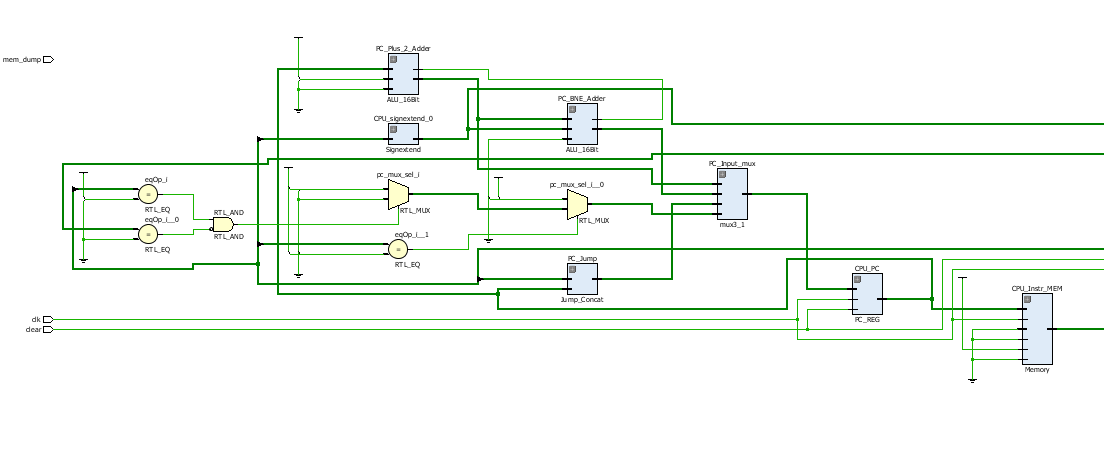 PC_Plus_2_Adder
mem_dump
ALU_16Bit
PC_BNE_Adder
CPU_signextend_0
Signextend
ALU_16Bit
PC_Input_mux
pc_mux_sel_i
eqOp_i
pc_mux_sel_i__0
RTL_EQ
RTL_AND
RTL_MUX
eqOp_i__0
RTL_MUX
mux3_1
RTL_AND
eqOp_i__1
RTL_EQ
PC_Jump
RTL_EQ
CPU_PC
CPU_Instr_MEM
Jump_Concat
clk
PC_REG
clear
Memory